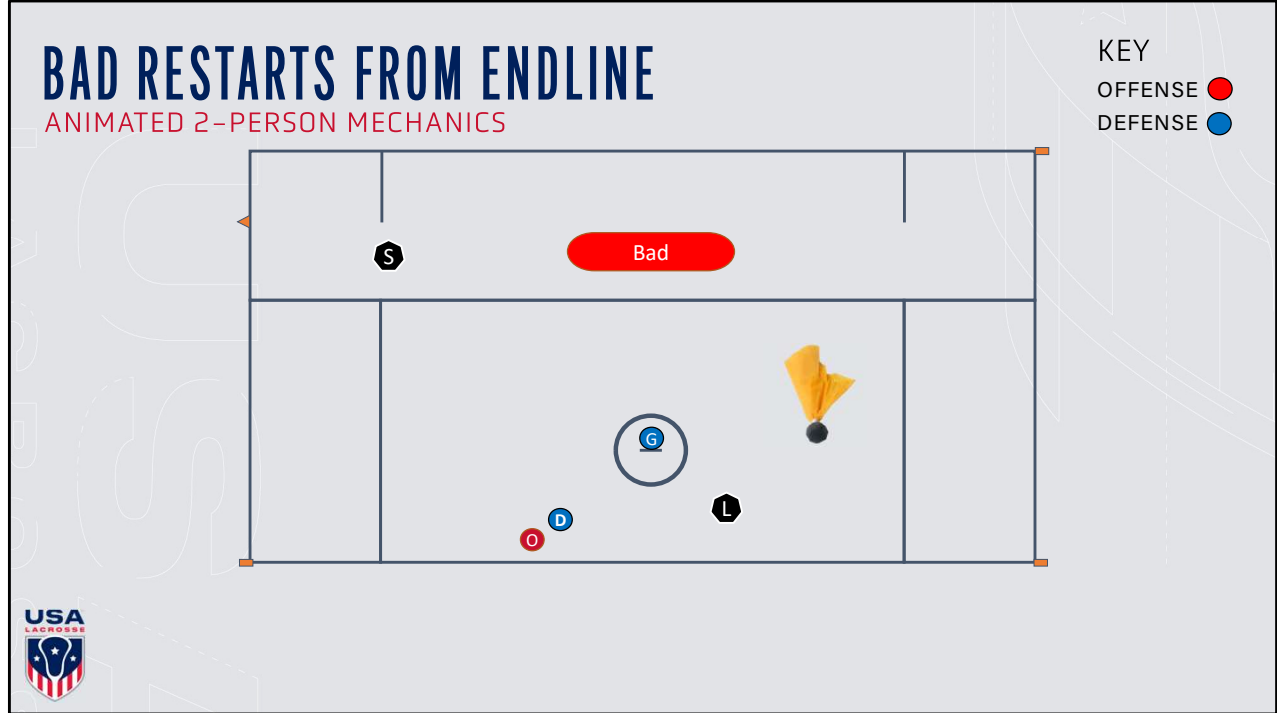 BAD RESTARTS FROM ENDLINE
ANIMATED 2-PERSON MECHANICS
KEY
OFFENSE
DEFENSE
S
Bad
G
L
D
O
USA
LACROSSE